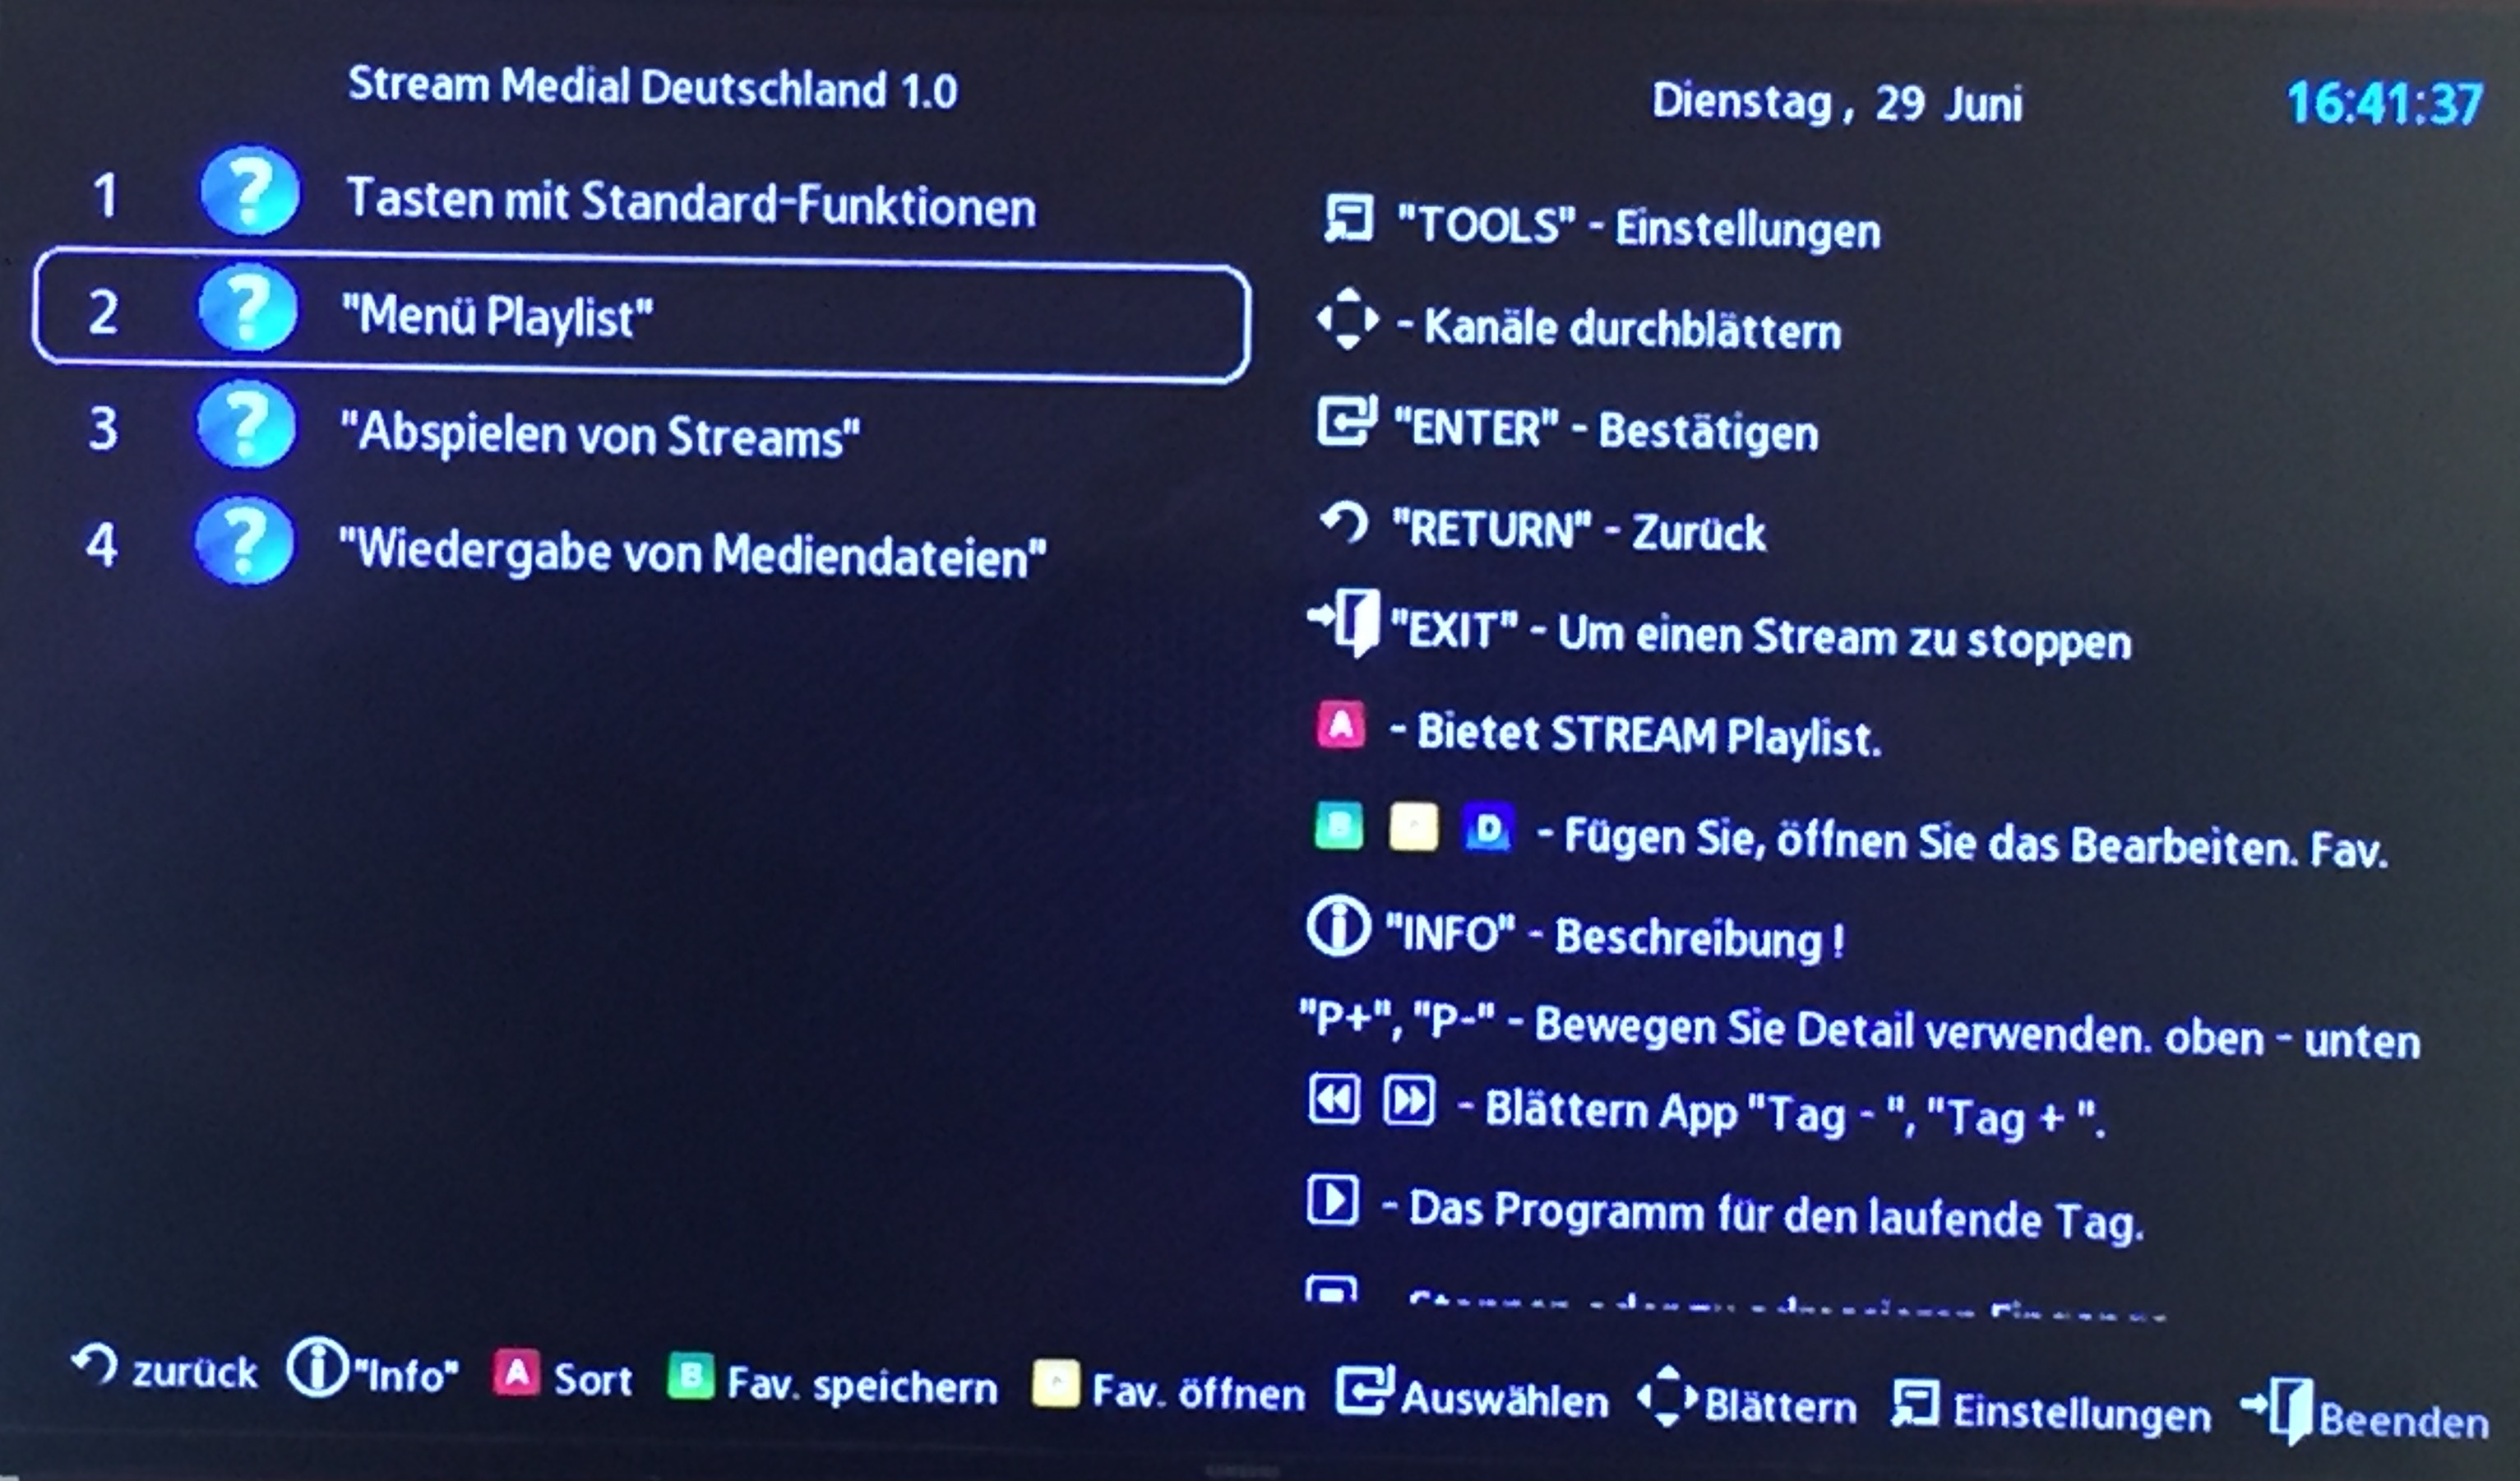 Stream Medial Deutschland 1.0
Dienstag, 29 Juni
16:41:37
1 ? Tasten mit Standard-Funktionen
2 ? "Menü Playlist"
3 ? "Abspielen von Streams"
4 ? "Wiedergabe von Mediendateien"
"TOOLS" - Einstellungen
- Kanäle durchblättern
"ENTER" - Bestätigen
"RETURN" - Zurück
"EXIT" - Um einen Stream zu stoppen
A - Bietet STREAM Playlist.
B D - Fügen Sie, öffnen Sie das Bearbeiten. Fav.
i "INFO" - Beschreibung !
"P+", "P-" - Bewegen Sie Detail verwenden. oben - unten
- Blättern App "Tag - ", "Tag + ".
- Das Programm für den laufende Tag.
zurück i "Info" A Sort B Fav. speichern Fav. öffnen Auswählen Blättern Einstellungen Beenden